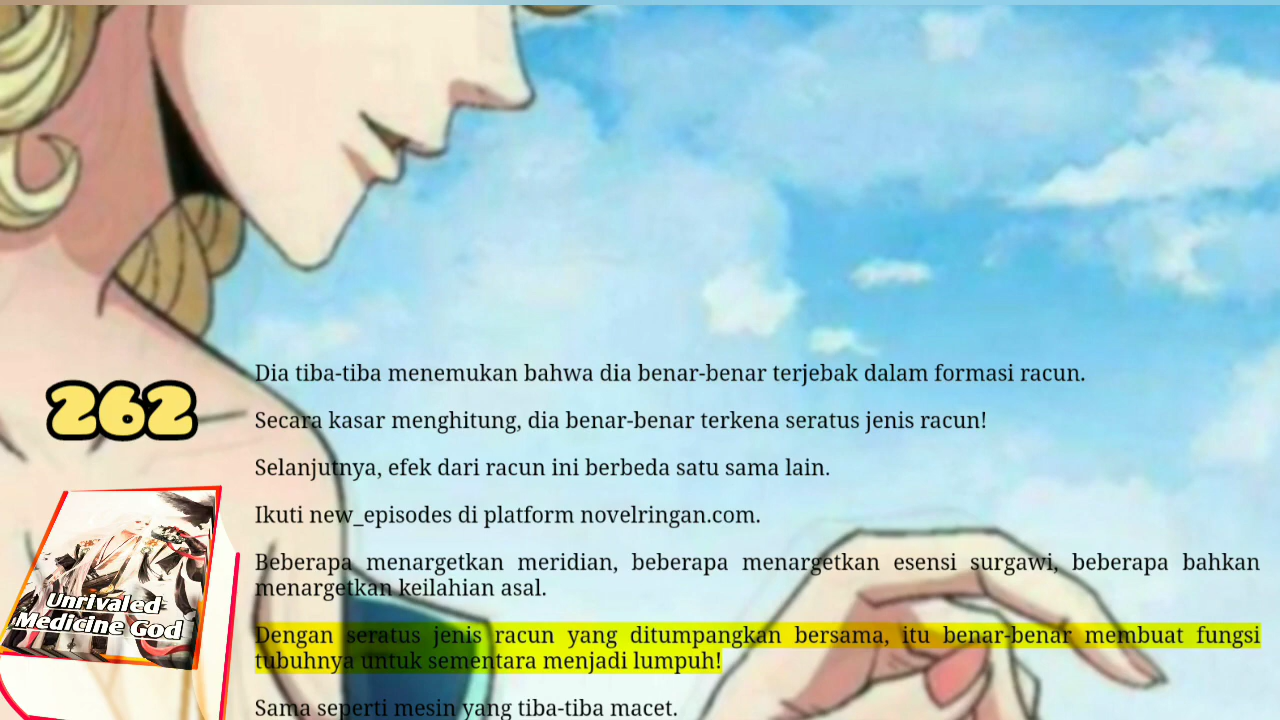 Dia tiba-tiba menemukan bahwa dia benar-benar terjebak dalam formasi racun.
262
Secara kasar menghitung, dia benar-benar terkena seratus jenis racun!
Selanjutnya, efek dari racun ini berbeda satu sama lain.
Ikuti new_episodes di platform novelringan.com.
Beberapa menargetkan meridian, beberapa menargetkan esensi surgawi, beberapa bahkan
menargetkan keilahian asal.
Unrivaled
Medicine God
Dengan seratus jenis racun yang ditumpangkan bersama, itu benar-benar membuat fungsi
tubuhnya untuk sementara menjadi lumpuh!
Sama seperti mesin yang tiba-tiba macet.